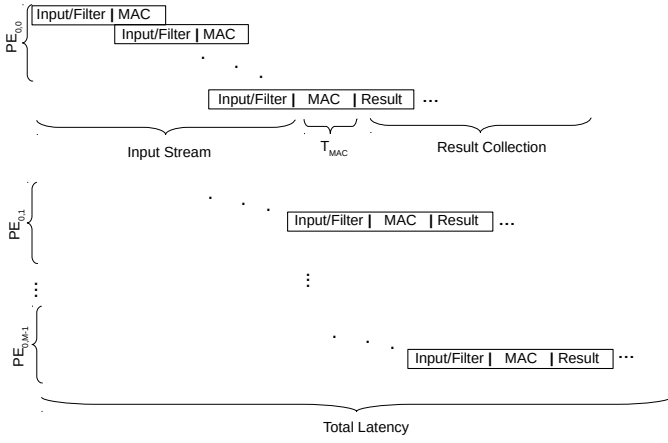 PE0,0
Input/Filter | MAC
Input/Filter | MAC
Input/Filter | MAC | Result ...
Input Stream
TMAC
Result Collection
PE0,1
Input/Filter | MAC | Result ...
PE0,M-1
Input/Filter | MAC | Result ...
Total Latency